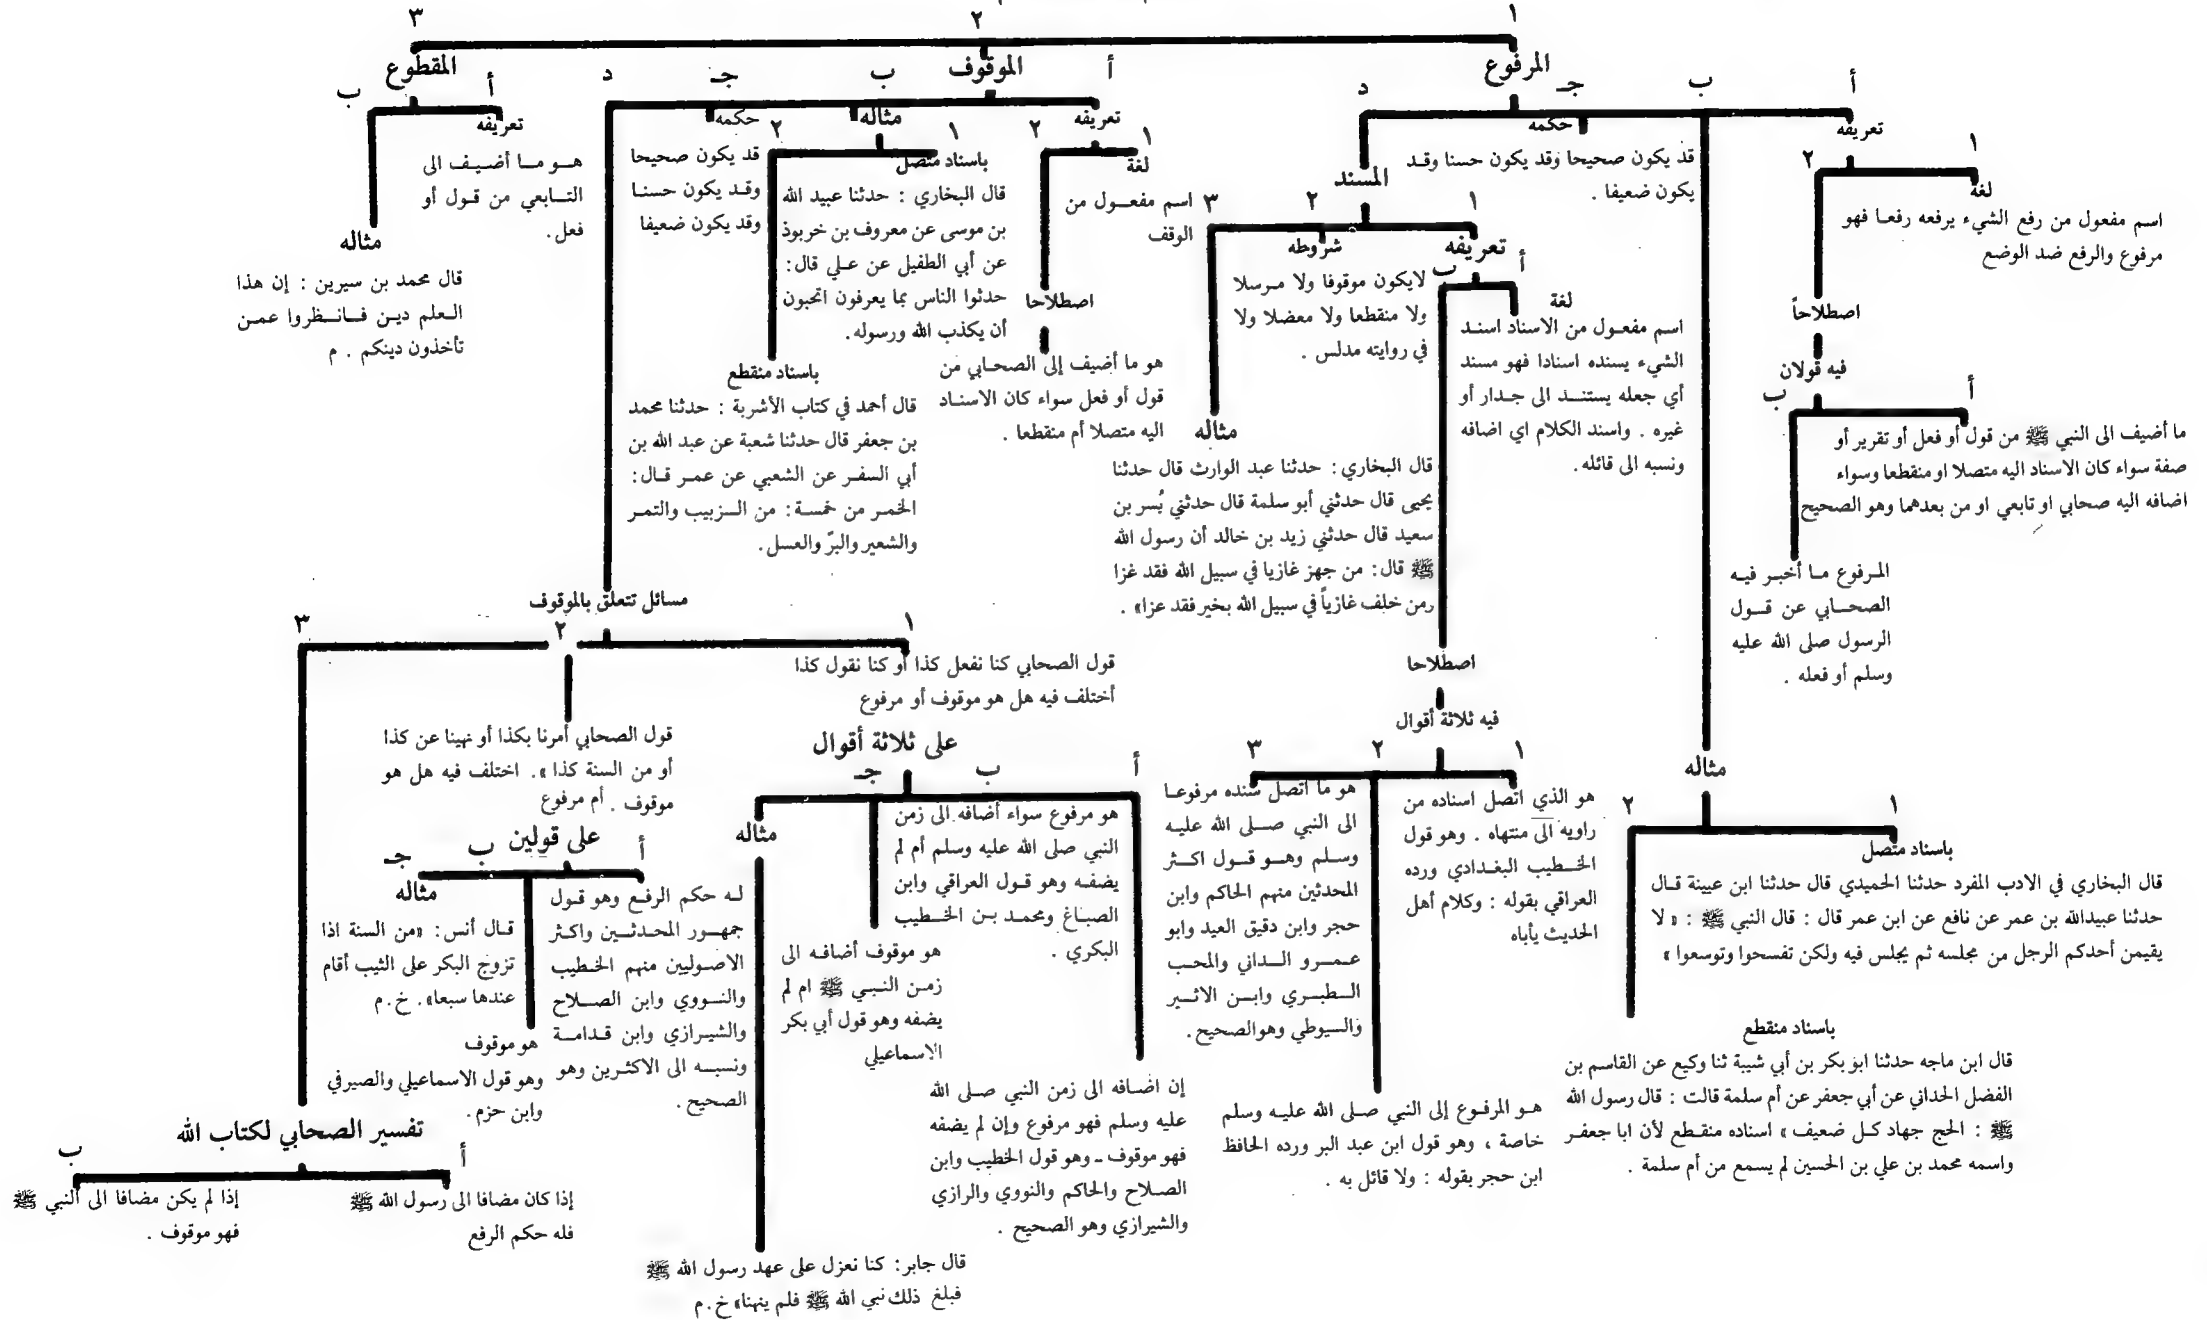 ١
٢
٣
المرفوع
أ
ب
جـ
د
تعريفه
١
٢
لغة
اسم مفعول من رفع الشيء يرفعه رفعا فهو
مرفوع والرفع ضد الوضع
اصطلاحاً
فيه قولان
أ
ب
ما أضيف الى النبي ﷺ من قول أو فعل أو تقرير أو
صفة سواء كان الاسناد اليه متصلا او منقطعا وسواء
اضافه اليه صحابي او تابعي او من بعدهما وهو الصحيح
المرفوع ما أخبر فيه
الصحابي عن قول
الرسول صلى الله عليه
وسلم أو فعله .
مثاله
١
٢
باسناد متصل
قال البخاري في الادب المفرد حدثنا الحميدي قال حدثنا ابن عيينة قال
حدثنا عبيدالله بن عمر عن نافع عن ابن عمر قال : قال النبي ﷺ : « لا
يقيمن أحدكم الرجل من مجلسه ثم يجلس فيه ولكن تفسحوا وتوسعوا »
باسناد منقطع
قال ابن ماجه حدثنا ابو بكر بن أبي شيبة ثنا وكيع عن القاسم بن
الفضل الحداني عن أبي جعفر عن أم سلمة قالت : قال رسول الله
ﷺ : الحج جهاد كل ضعيف » اسناده منقطع لأن ابا جعفر
واسمه محمد بن علي بن الحسين لم يسمع من أم سلمة .
حكمه
قد يكون صحيحا وقد يكون حسنا وقد
يكون ضعيفا .
المسند
١
٢
٣
تعريفه
أ
ب
لغة
اسم مفعول من الاسناد اسند
الشيء يسنده اسنادا فهو مسند
أي جعله يستند الى جدار أو
غيره . واسند الكلام اي اضافه
ونسبه الى قائله.
اصطلاحا
فيه ثلاثة أقوال
١
٢
٣
هو الذي اتصل اسناده من
راويه الى منتهاه . وهو قول
الخطيب البغدادي ورده
العراقي بقوله : وكلام أهل
الحديث يأباه
هو المرفوع إلى النبي صلى الله عليه وسلم
خاصة ، وهو قول ابن عبد البر ورده الحافظ
ابن حجر بقوله : ولا قائل به .
هو ما اتصل سنده مرفوعا
الى النبي صلى الله عليه
وسلم وهو قول اكثر
المحدثين منهم الحاكم وابن
حجر وابن دقيق العيد وابو
عمرو الداني والمحب
الطبري وابن الاثير
والسيوطي وهو الصحيح .
شروطه
لايكون موقوفا ولا مرسلا
ولا منقطعا ولا معضلا ولا
في روايته مدلس .
مثاله
قال البخاري : حدثنا عبد الوارث قال حدثنا
يحيى قال حدثني أبو سلمة قال حدثني بُسر بن
سعيد قال حدثني زيد بن خالد أن رسول الله
ﷺ قال : من جهز غازيا في سبيل الله فقد غزا
رمن خلف غازياً في سبيل الله بخير فقد عزا» .
الموقوف
أ
ب
جـ
د
تعريفه
١
٢
لغة
اسم مفعول من
الوقف
اصطلاحا
هو ما أضيف إلى الصحابي من
قول أو فعل سواء كان الاسناد
اليه متصلا أم منقطعا .
مثاله
١
٢
باسناد متصل
قال البخاري : حدثنا عبيد الله
بن موسى عن معروف بن خربوذ
عن أبي الطفيل عن علي قال :
حدثوا الناس بما يعرفون اتحبون
أن يكذب الله ورسوله .
باسناد منقطع
قال أحمد في كتاب الأشربة : حدثنا محمد
بن جعفر قال حدثنا شعبة عن عبد الله بن
أبي السفر عن الشعبي عن عمر قال :
الخمر من خمسة : من الزبيب والتمر
والشعير والبرّ والعسل .
حكمه
قد يكون صحيحا
وقد يكون حسنا
وقد يكون ضعيفا
مسائل تتعلق بالموقوف
١
٢
٣
قول الصحابي كنا نفعل كذا أو كنا نقول كذا
أختلف فيه هل هو موقوف أو مرفوع
على ثلاثة أقوال
أ
ب
جـ
إن اضافه الى زمن النبي صلى الله
عليه وسلم فهو مرفوع وإن لم يضفه
فهو موقوف - وهو قول الخطيب وابن
الصلاح والحاكم والنووي والرازي
والشيرازي وهو الصحيح .
هو مرفوع سواء أضافه الى زمن
النبي صلى الله عليه وسلم أم لم
يضفه وهو قول العراقي وابن
الصباغ ومحمد بن الخطيب
البكري .
هو موقوف أضافه الى
زمن النبي ﷺ ام لم
يضفه وهو قول أبي بكر
الاسماعيلي
مثاله
قال جابر : كنا نعزل على عهد رسول الله ﷺ
فبلغ ذلك نبي الله ﷺ فلم ينهنا» خ . م
قول الصحابي أمرنا بكذا أو نهينا عن كذا
أو من السنة كذا » . اختلف فيه هل هو
موقوف . أم مرفوع
على قولين
أ
ب
جـ
له حكم الرفع وهو قول
جمهور المحدثين واكثر
الاصوليين منهم الخطيب
والنووي وابن الصلاح
والشيرازي وابن قدامة
ونسبه الى الاكثرين وهو
الصحيح .
هو موقوف
وهو قول الاسماعيلي والصيرفي
وابن حزم .
مثاله
قال أنس : «من السنة اذا
تزوج البكر على الثيب أقام
عندها سبعا» . خ . م
تفسير الصحابي لكتاب الله
أ
ب
إذا كان مضافا الى رسول الله ﷺ
فله حكم الرفع
إذا لم يكن مضافا الى النبي ﷺ
فهو موقوف .
المقطوع
أ
ب
تعريفه
هو ما أضيف الى
التابعي من قول أو
فعل .
مثاله
قال محمد بن سيرين : إن هذا
العلم دين فانظروا عمن
تأخذون دينكم . م